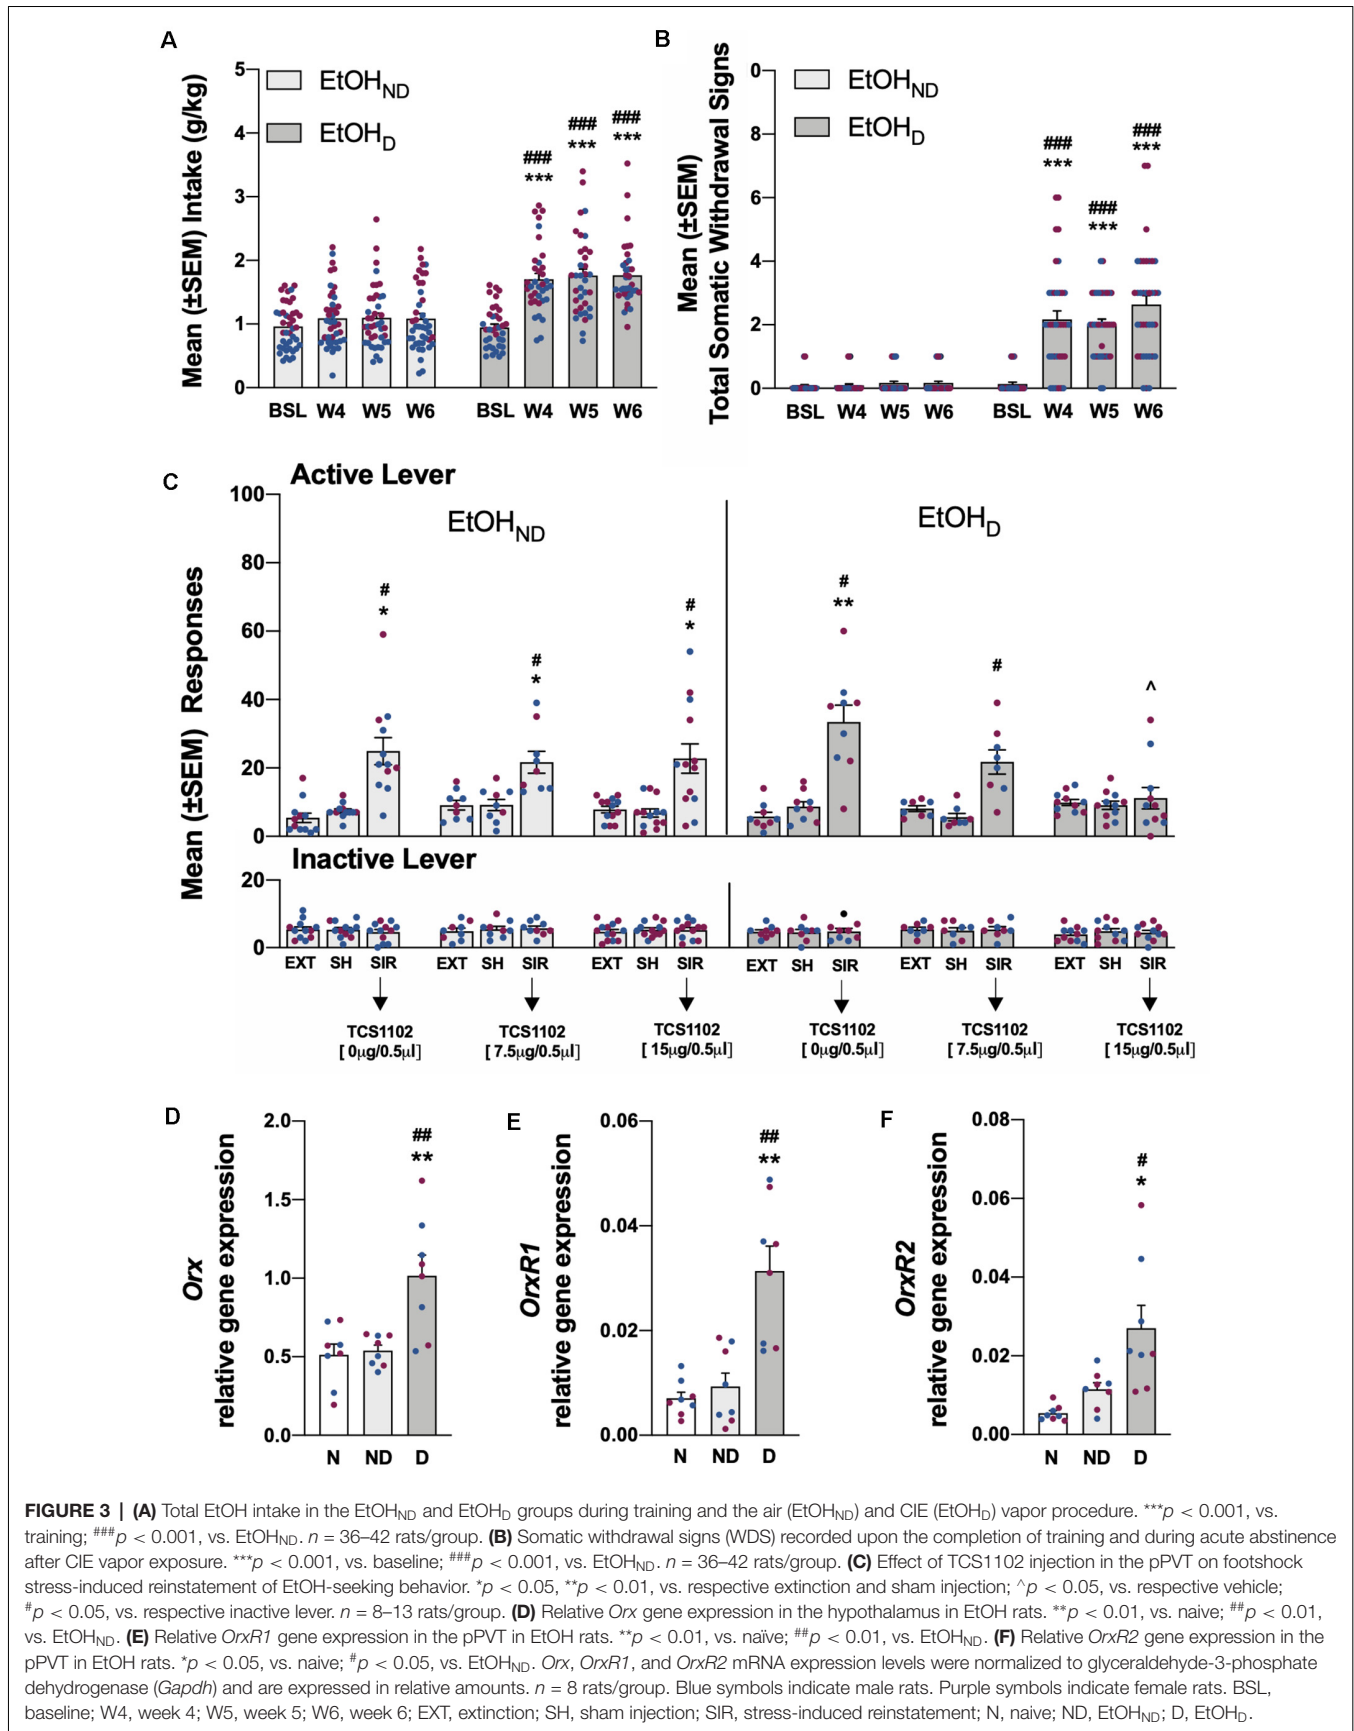 A
Mean (±SEM) Intake (g/kg)
5
4
3
2
1
0
EtOHND
EtOHD
###
***
###
***
###
***
BSL W4 W5 W6 BSL W4 W5 W6
B
Mean (±SEM)
Total Somatic Withdrawal Signs
0
8
6
4
2
0
EtOHND
EtOHD
###
***
###
***
###
***
BSL W4 W5 W6 BSL W4 W5 W6
C
Active Lever
Mean (±SEM) Responses
100
80
60
40
20
0
EtOHND
EtOHD
#
*
#
*
#
*
#
**
#
^
Inactive Lever
20
10
0
EXT SH SIR EXT SH SIR EXT SH SIR EXT SH SIR EXT SH SIR EXT SH SIR
TCS1102 TCS1102 TCS1102 TCS1102 TCS1102 TCS1102
[ 0µg/0.5µl] [ 7.5µg/0.5µl] [ 15µg/0.5µl] [ 0µg/0.5µl] [ 7.5µg/0.5µl] [ 15µg/0.5µl]
D
Orx
relative gene expression
2.0
1.5
1.0
0.5
0.0
##
**
N ND D
E
OrxR1
relative gene expression
0.06
0.04
0.02
0.00
##
**
N ND D
F
OrxR2
relative gene expression
0.08
0.06
0.04
0.02
0.00
#
*
N ND D
FIGURE 3 | (A) Total EtOH intake in the EtOHND and EtOHD groups during training and the air (EtOHND) and CIE (EtOHD) vapor procedure. ***p < 0.001, vs.
training; ###p < 0.001, vs. EtOHND. n = 36–42 rats/group. (B) Somatic withdrawal signs (WDS) recorded upon the completion of training and during acute abstinence
after CIE vapor exposure. ***p < 0.001, vs. baseline; ###p < 0.001, vs. EtOHND. n = 36–42 rats/group. (C) Effect of TCS1102 injection in the pPVT on footshock
stress-induced reinstatement of EtOH-seeking behavior. *p < 0.05, **p < 0.01, vs. respective extinction and sham injection; ^p < 0.05, vs. respective vehicle;
#p < 0.05, vs. respective inactive lever. n = 8–13 rats/group. (D) Relative Orx gene expression in the hypothalamus in EtOH rats. **p < 0.01, vs. naive; ##p < 0.01,
vs. EtOHND. (E) Relative OrxR1 gene expression in the pPVT in EtOH rats. **p < 0.01, vs. naïve; ##p < 0.01, vs. EtOHND. (F) Relative OrxR2 gene expression in the
pPVT in EtOH rats. *p < 0.05, vs. naive; #p < 0.05, vs. EtOHND. Orx, OrxR1, and OrxR2 mRNA expression levels were normalized to glyceraldehyde-3-phosphate
dehydrogenase (Gapdh) and are expressed in relative amounts. n = 8 rats/group. Blue symbols indicate male rats. Purple symbols indicate female rats. BSL,
baseline; W4, week 4; W5, week 5; W6, week 6; EXT, extinction; SH, sham injection; SIR, stress-induced reinstatement; N, naive; ND, EtOHND; D, EtOHD.